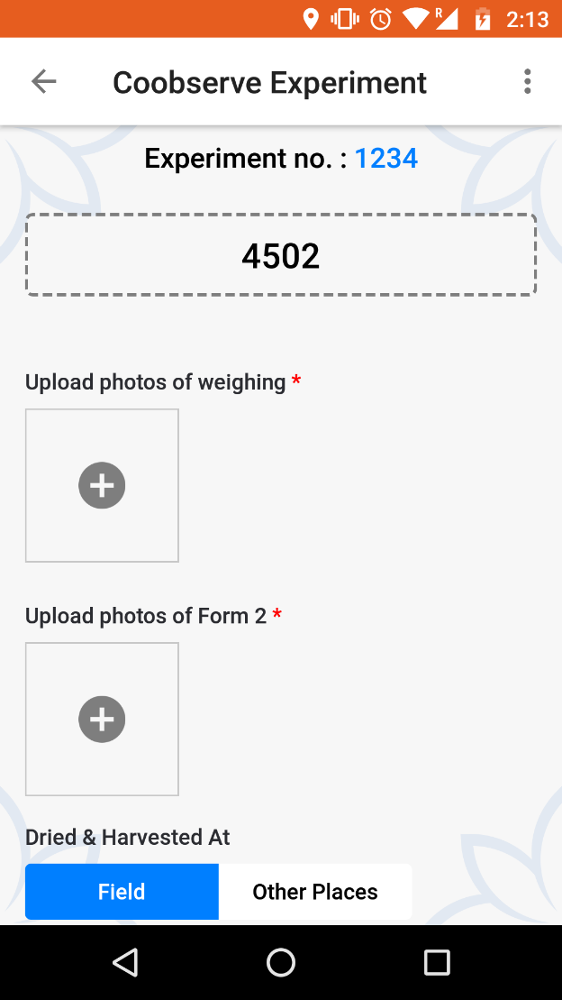 R 2:13
Coobserve Experiment
Experiment no. : 1234
4502
Upload photos of weighing *
Upload photos of Form 2 *
Dried & Harvested At
Field Other Places